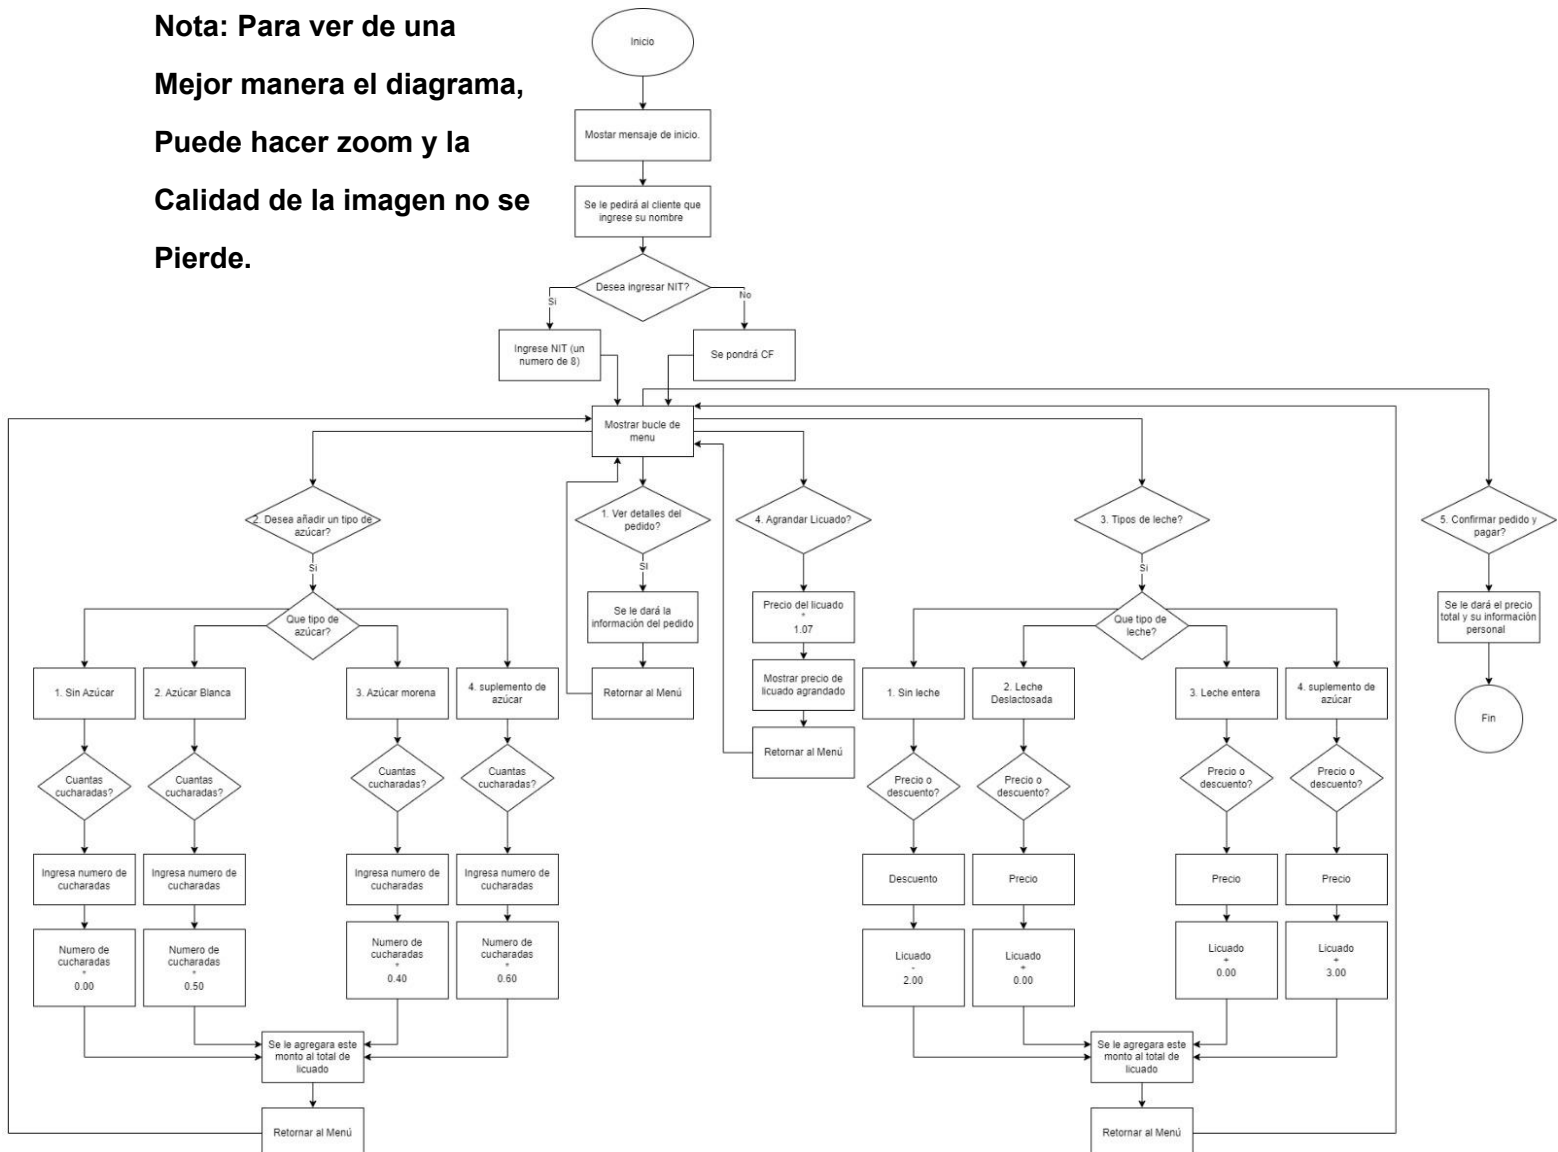 Nota: Para ver de una
Mejor manera el diagrama,
Puede hacer zoom y la
Calidad de la imagen no se
Pierde.
Inicio
Mostar mensaje de inicio.
Se le pedirá al cliente que
ingrese su nombre
Desea ingresar NIT?
Si
No
Ingrese NIT (un
numero de 8)
Se pondrá CF
Mostrar bucle de
menu
2. Desea añadir un tipo de
azúcar?
Si
Que tipo de
azúcar?
1. Sin Azúcar
2. Azúcar Blanca
3. Azúcar morena
4. suplemento de
azúcar
Cuantas
cucharadas?
Cuantas
cucharadas?
Cuantas
cucharadas?
Cuantas
cucharadas?
Ingresa numero de
cucharadas
Ingresa numero de
cucharadas
Ingresa numero de
cucharadas
Ingresa numero de
cucharadas
Numero de
cucharadas
*
0.00
Numero de
cucharadas
*
0.50
Numero de
cucharadas
*
0.40
Numero de
cucharadas
*
0.60
Se le agregara este
monto al total de
licuado
Retornar al Menú
1. Ver detalles del
pedido?
SI
Se le dará la
información del pedido
Retornar al Menú
4. Agrandar Licuado?
Precio del licuado
*
1.07
Mostrar precio de
licuado agrandado
Retornar al Menú
3. Tipos de leche?
Si
Que tipo de
leche?
1. Sin leche
2. Leche
Deslactosada
3. Leche entera
4. suplemento de
azúcar
Precio o
descuento?
Precio o
descuento?
Precio o
descuento?
Precio o
descuento?
Descuento
Precio
Precio
Precio
Licuado
-
2.00
Licuado
+
0.00
Licuado
+
0.00
Licuado
+
3.00
Se le agregara este
monto al total de
licuado
Retornar al Menú
5. Confirmar pedido y
pagar?
Se le dará el precio
total y su información
personal
Fin